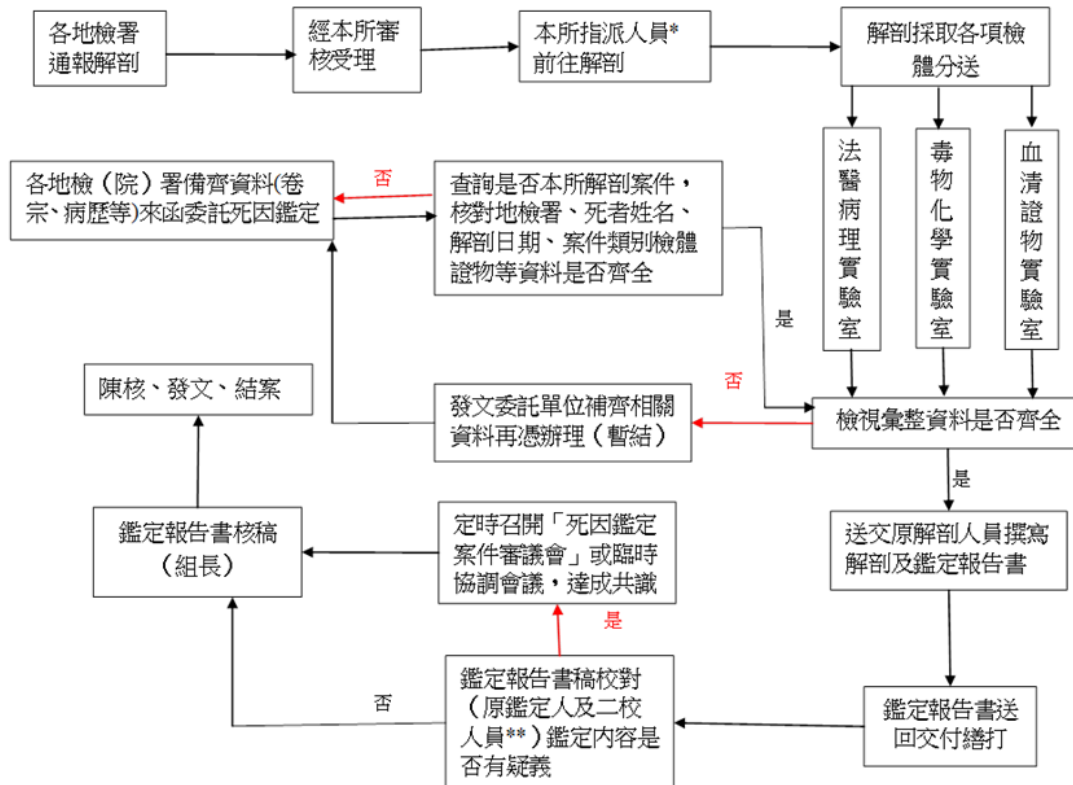 各地檢署
通報解剖
經本所審
核受理
本所指派人員*
前往解剖
解剖採取各項檢
體分送
法醫病理實驗室
毒物化學實驗室
血清證物實驗室
各地檢（院）署備齊資料(卷
宗、病歷等)來函委託死因鑑定
否
查詢是否本所解剖案件，
核對地檢署、死者姓名、
解剖日期、案件類別檢體
證物等資料是否齊全
是
陳核、發文、結案
發文委託單位補齊相關
資料再憑辦理（暫結）
否
檢視彙整資料是否齊全
是
鑑定報告書核稿
（組長）
定時召開「死因鑑定
案件審議會」或臨時
協調會議，達成共識
送交原解剖人員撰寫
解剖及鑑定報告書
是
否
鑑定報告書稿校對
（原鑑定人及二校
人員**）鑑定內容是
否有疑義
鑑定報告書送
回交付繕打